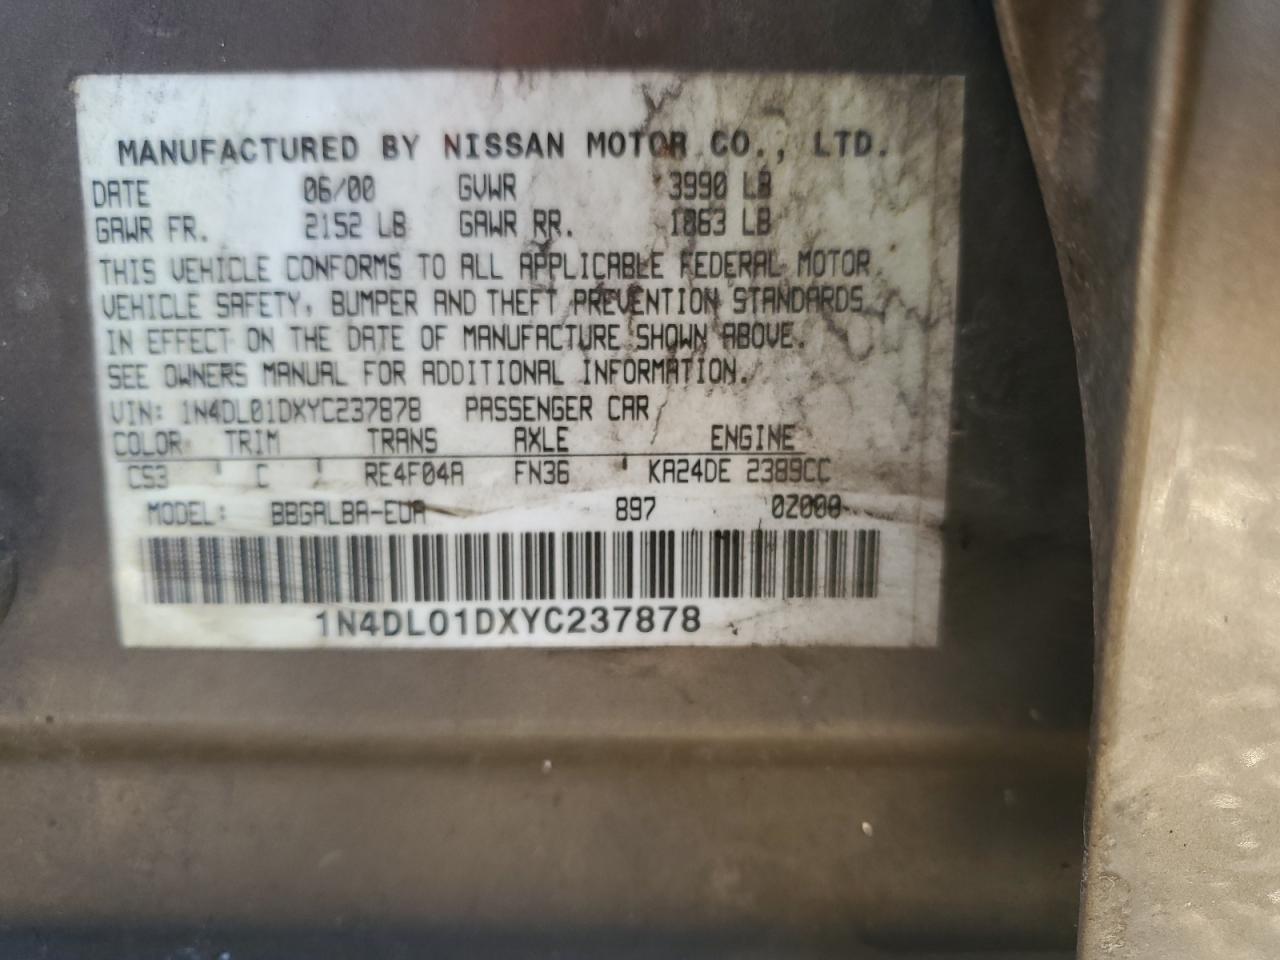 MANUFACTURED BY NISSAN MOTOR CO., LTD.
DATE 06/00 GVWR 3990 LB
GAWR FR. 2152 LB GAWR RR. 1863 LB
THIS VEHICLE CONFORMS TO ALL APPLICABLE FEDERAL MOTOR
VEHICLE SAFETY, BUMPER AND THEFT PREVENTION STANDARDS
IN EFFECT ON THE DATE OF MANUFACTURE SHOWN ABOVE.
SEE OWNERS MANUAL FOR ADDITIONAL INFORMATION.
VIN: 1N4DL01DXYC237878 PASSENGER CAR
COLOR TRIM TRANS AXLE ENGINE
CS3 C RE4F04A FN36 KA24DE 2389CC
MODEL: BBGALBA-EUA 897 0Z000
1N4DL01DXYC237878